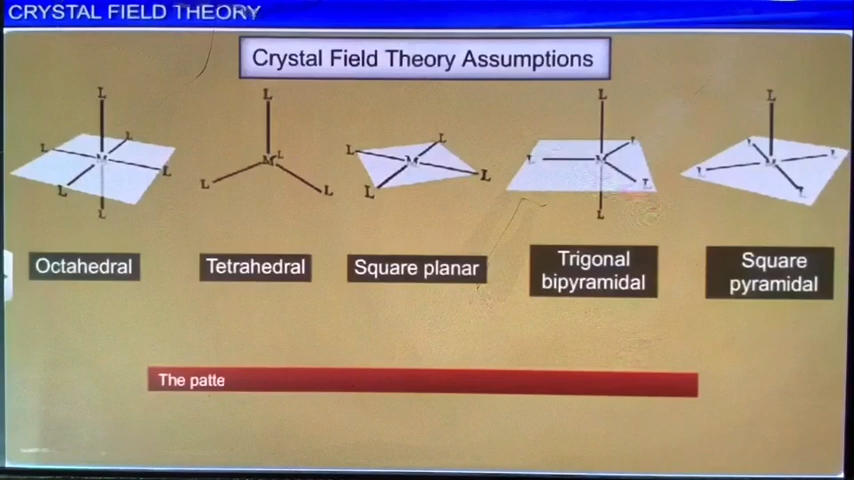 CRYSTAL FIELD THEORY
Crystal Field Theory Assumptions
L
L
L
M
L
L
L
L
M
L
L
L
L
L
M
L
L
L
L
L
M
L
L
L
L
L
M
L
L
L
Octahedral
Tetrahedral
Square planar
Trigonal
bipyramidal
Square
pyramidal
The patte